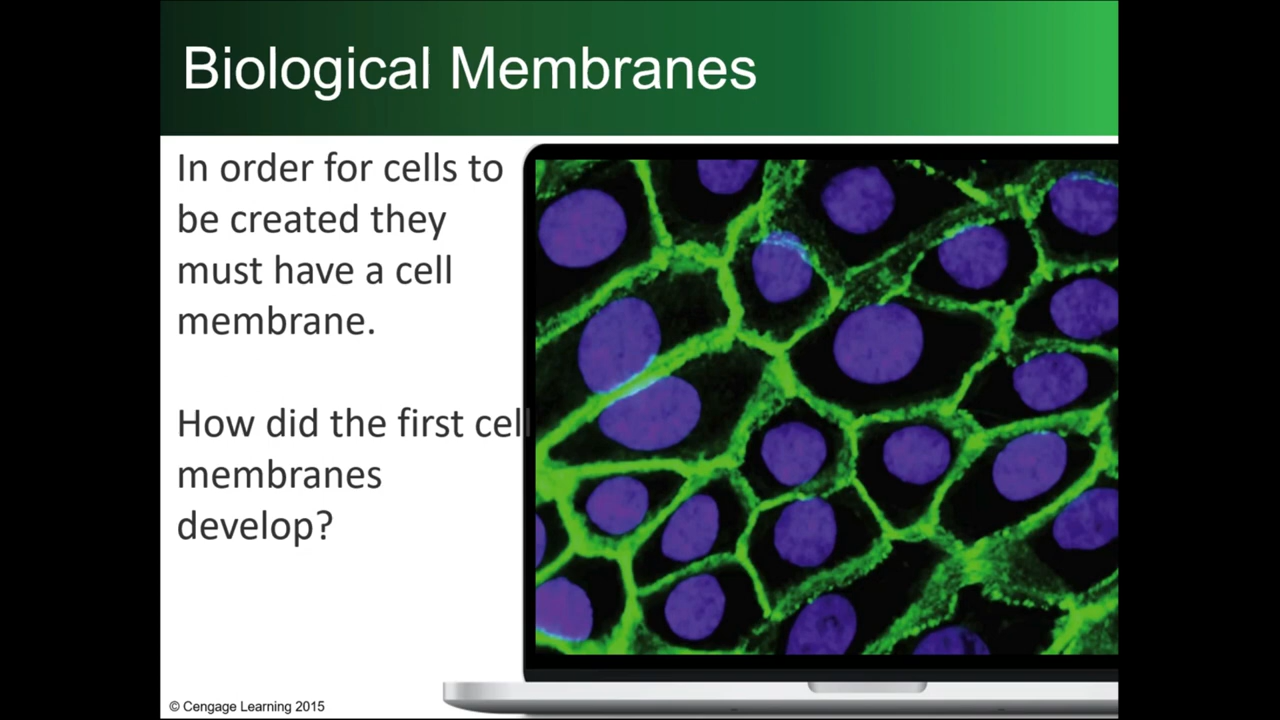 Biological Membranes
In order for cells to
be created they
must have a cell
membrane.
How did the first cell
membranes
develop?
© Cengage Learning 2015